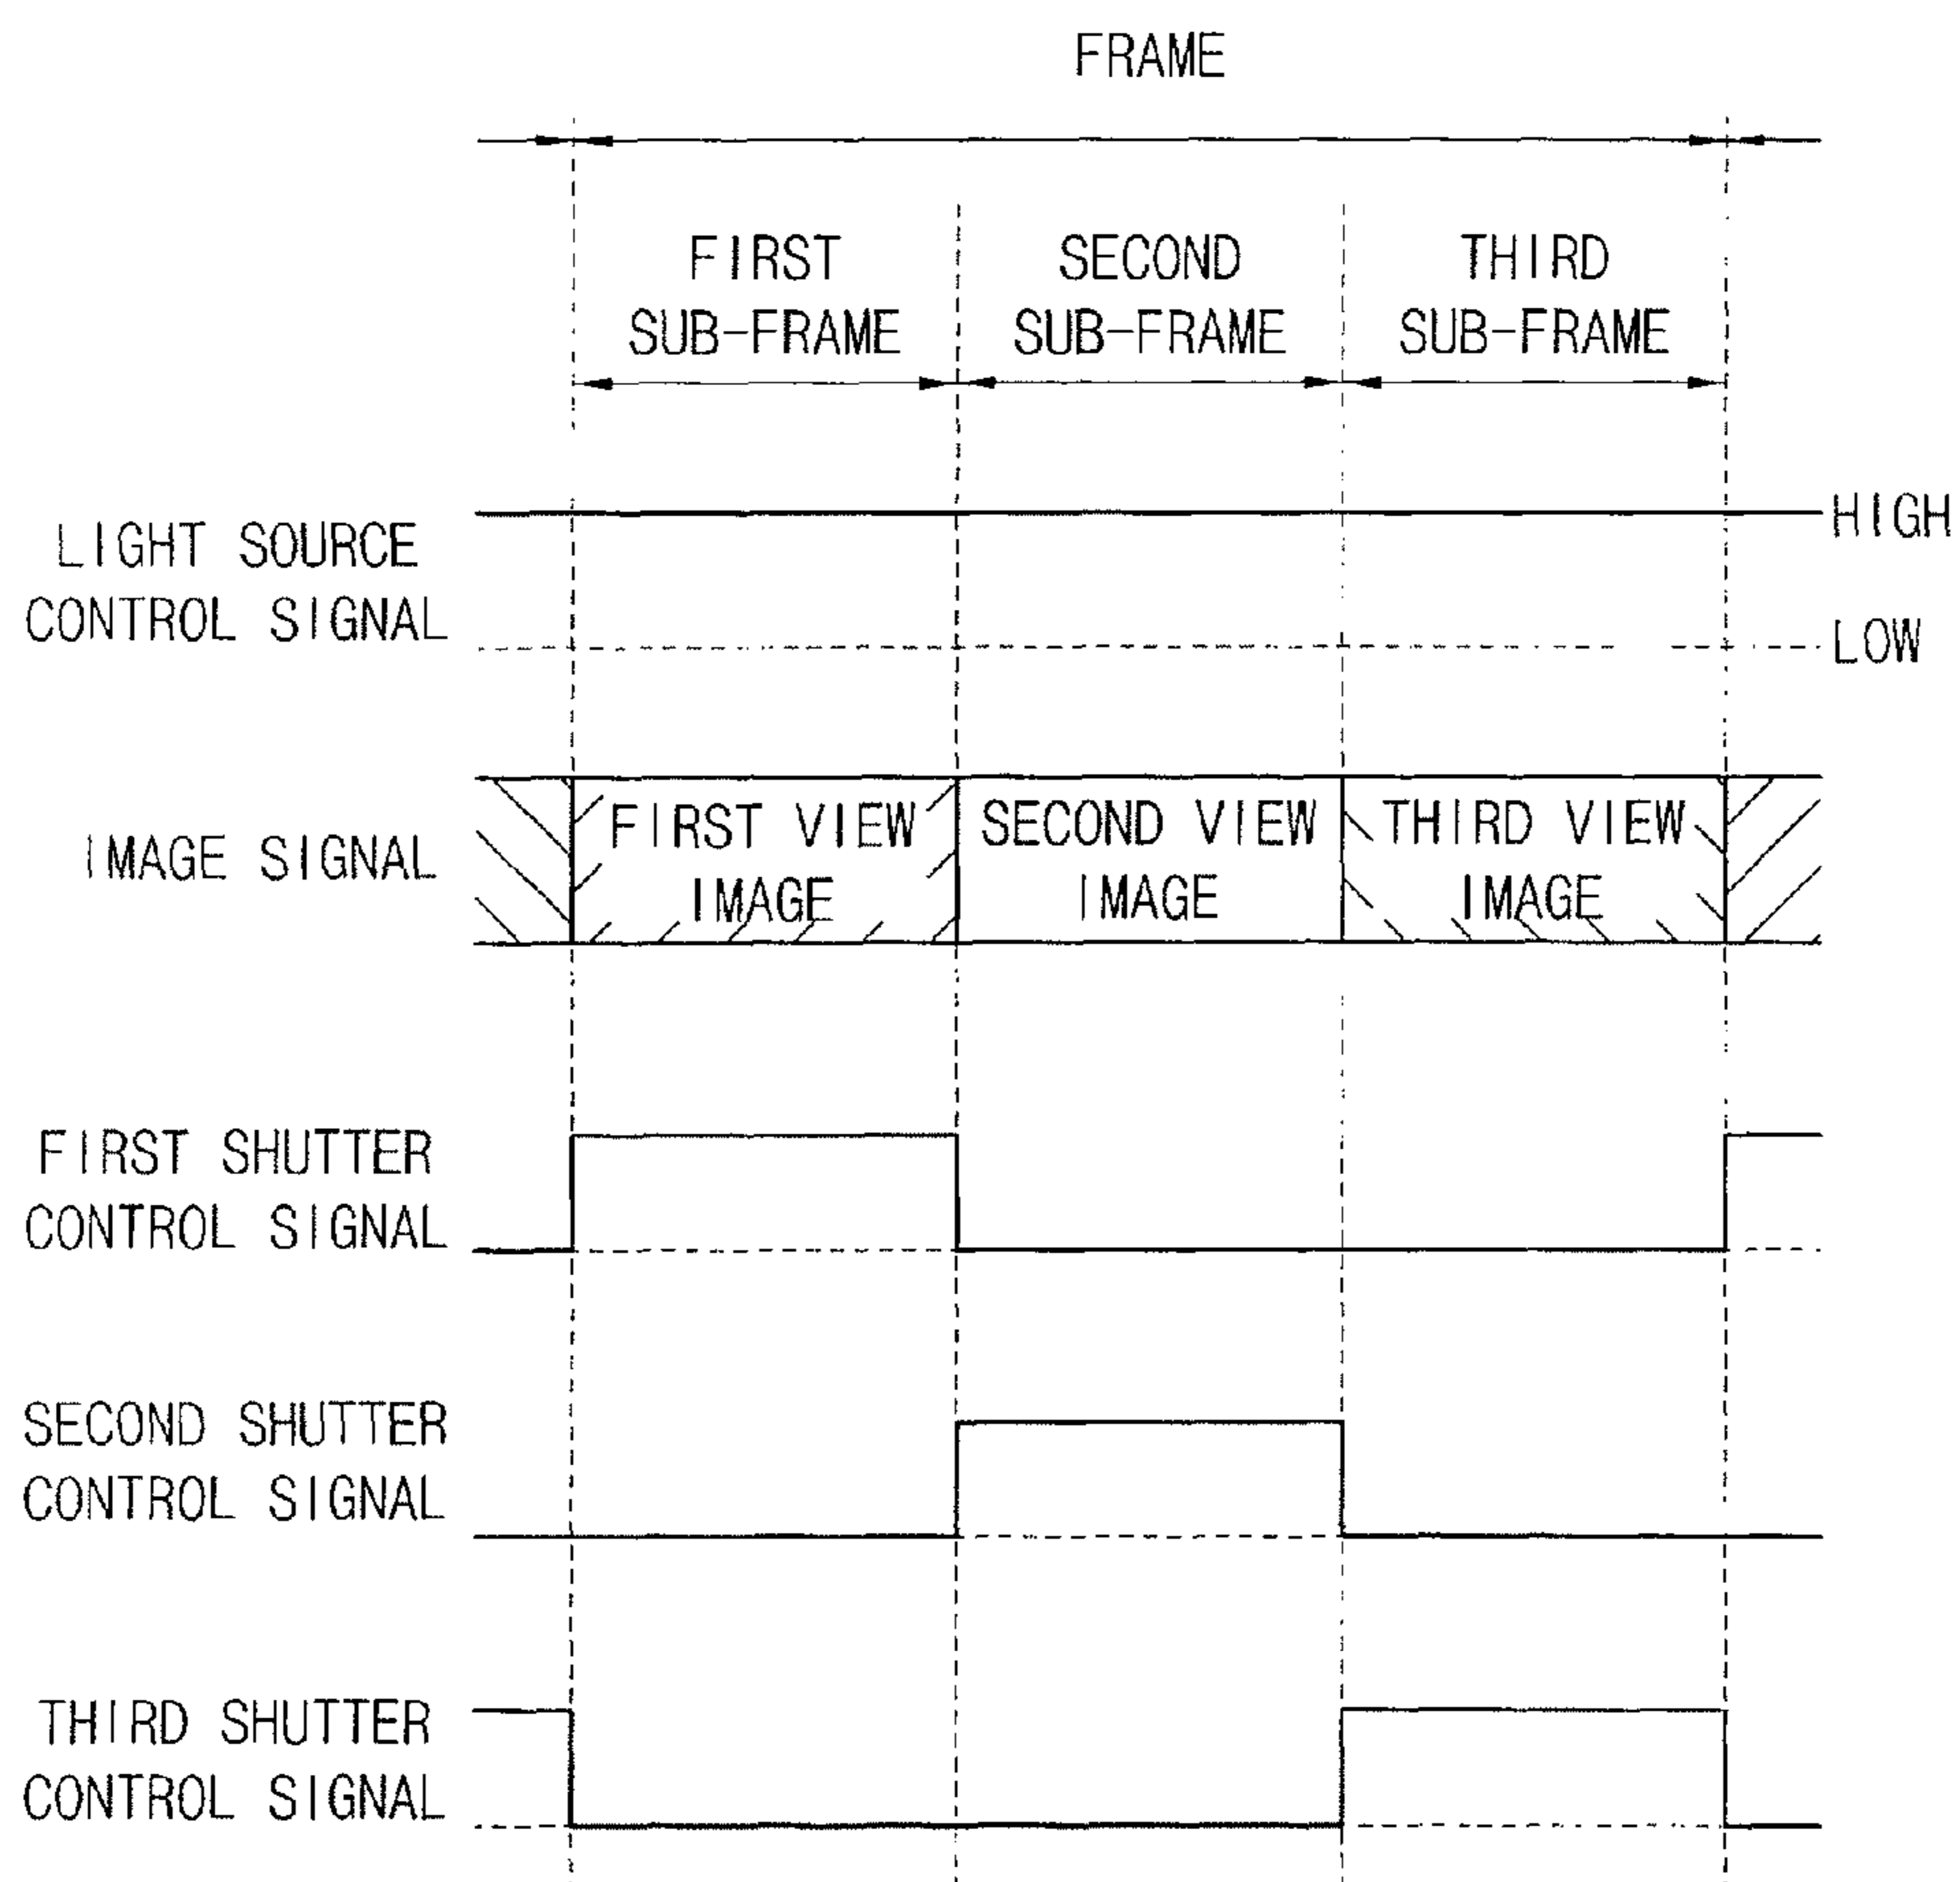 FRAME
FIRST
SUB-FRAME
SECOND
SUB-FRAME
THIRD
SUB-FRAME
LIGHT SOURCE
CONTROL SIGNAL
HIGH
LOW
IMAGE SIGNAL
FIRST VIEW
IMAGE
SECOND VIEW
IMAGE
THIRD VIEW
IMAGE
FIRST SHUTTER
CONTROL SIGNAL
SECOND SHUTTER
CONTROL SIGNAL
THIRD SHUTTER
CONTROL SIGNAL